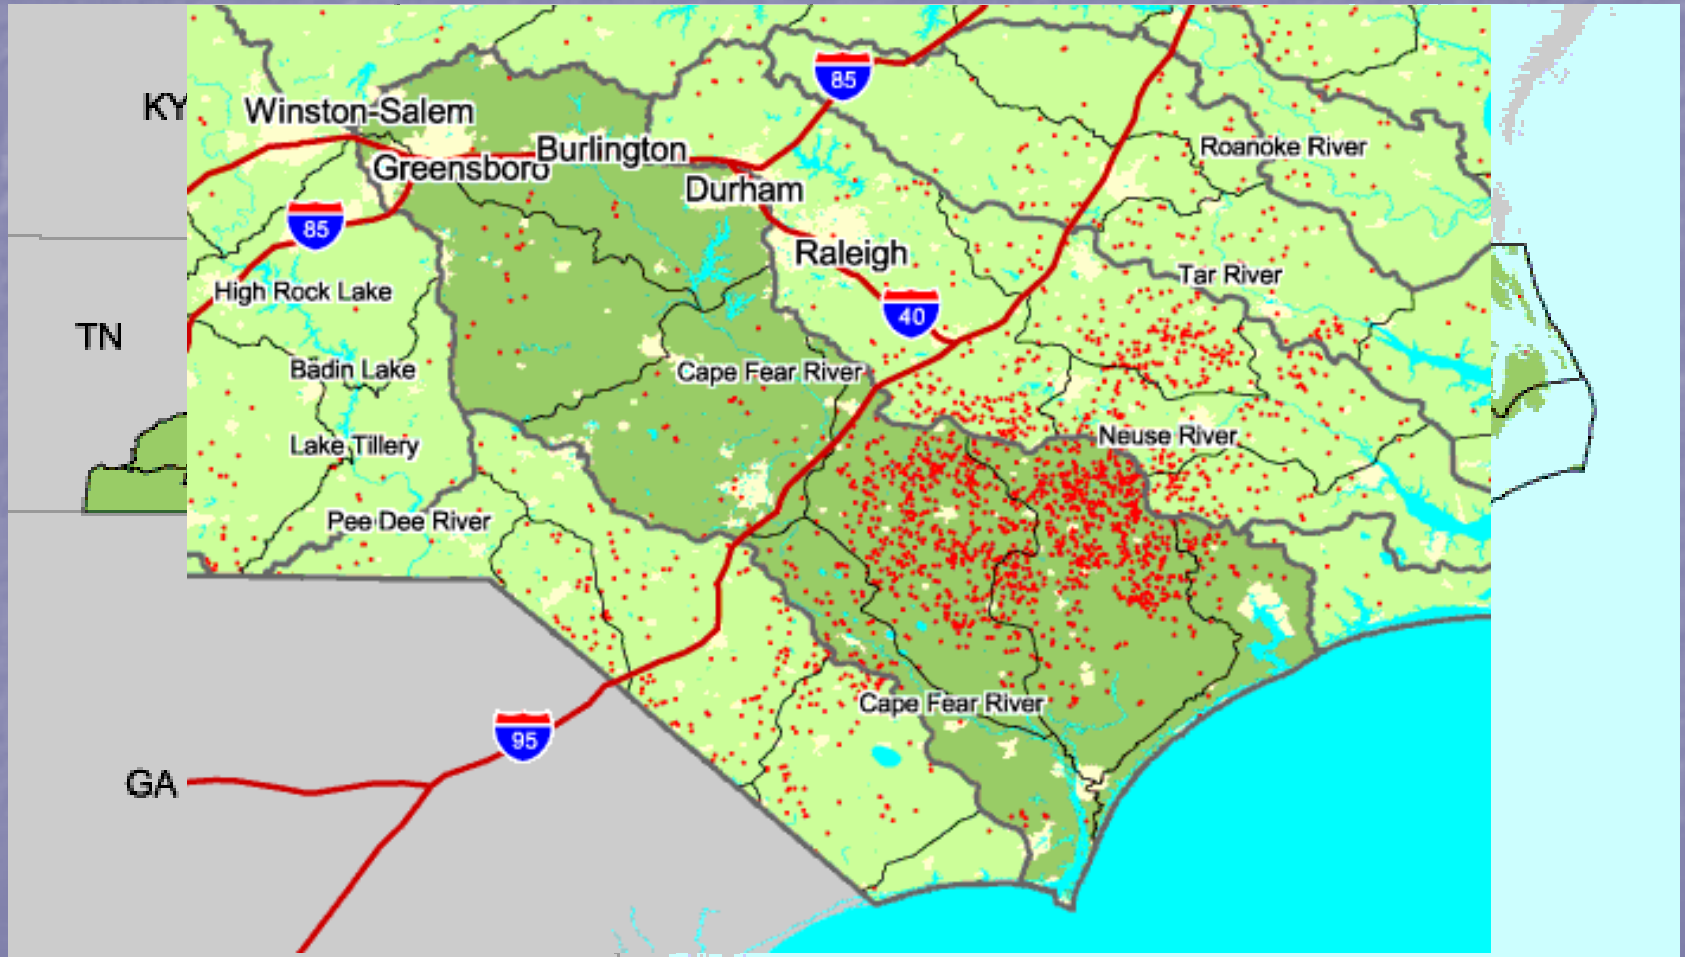 85
KY
Winston-Salem
Burlington
Roanoke River
Greensboro
Durham
85
Raleigh
Tar River
High Rock Lake
40
TN
Badin Lake
Cape Fear River
Neuse River
Lake Tillery
Pee Dee River
Cape Fear River
95
GA